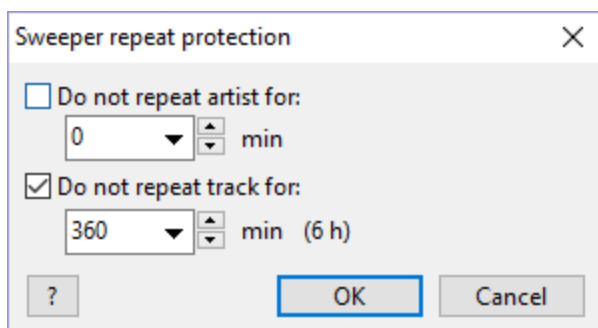 Sweeper repeat protection
Do not repeat artist for:
0 min
Do not repeat track for:
360 min (6 h)
? OK Cancel